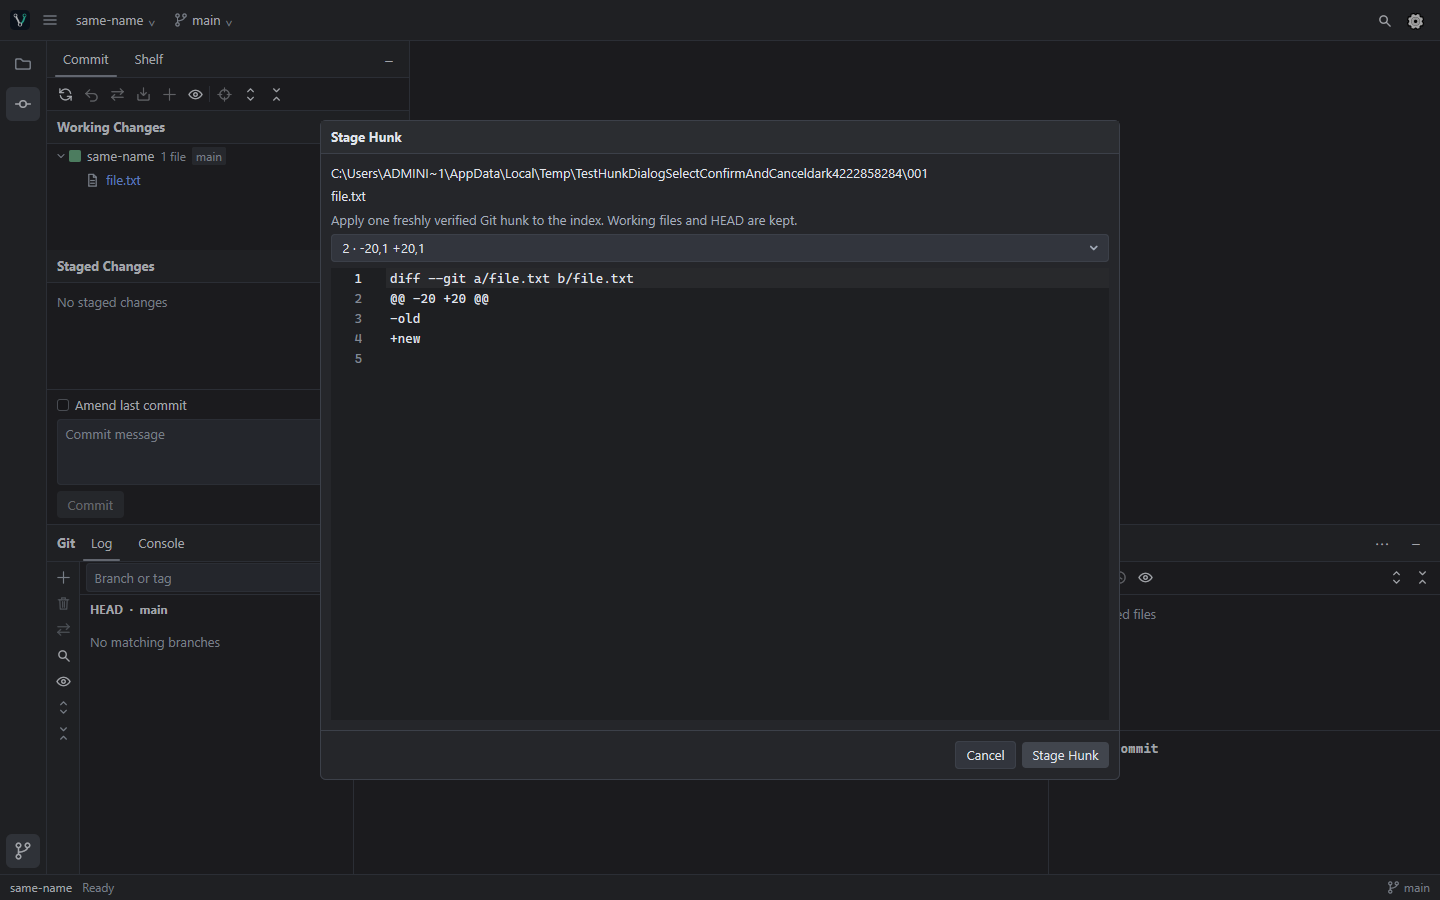 same-name
main
Commit
Shelf
Working Changes
same-name 1 file main
file.txt
Staged Changes
No staged changes
Amend last commit
Commit message
Commit
Stage Hunk
C:\Users\ADMINI~1\AppData\Local\Temp\TestHunkDialogSelectConfirmAndCanceldark4222858284\001
file.txt
Apply one freshly verified Git hunk to the index. Working files and HEAD are kept.
2 · -20,1 +20,1
1 diff --git a/file.txt b/file.txt
2 @@ -20 +20 @@
3 -old
4 +new
5
Cancel
Stage Hunk
Git
Log
Console
Branch or tag
HEAD · main
No matching branches
files
same-name
Ready
main